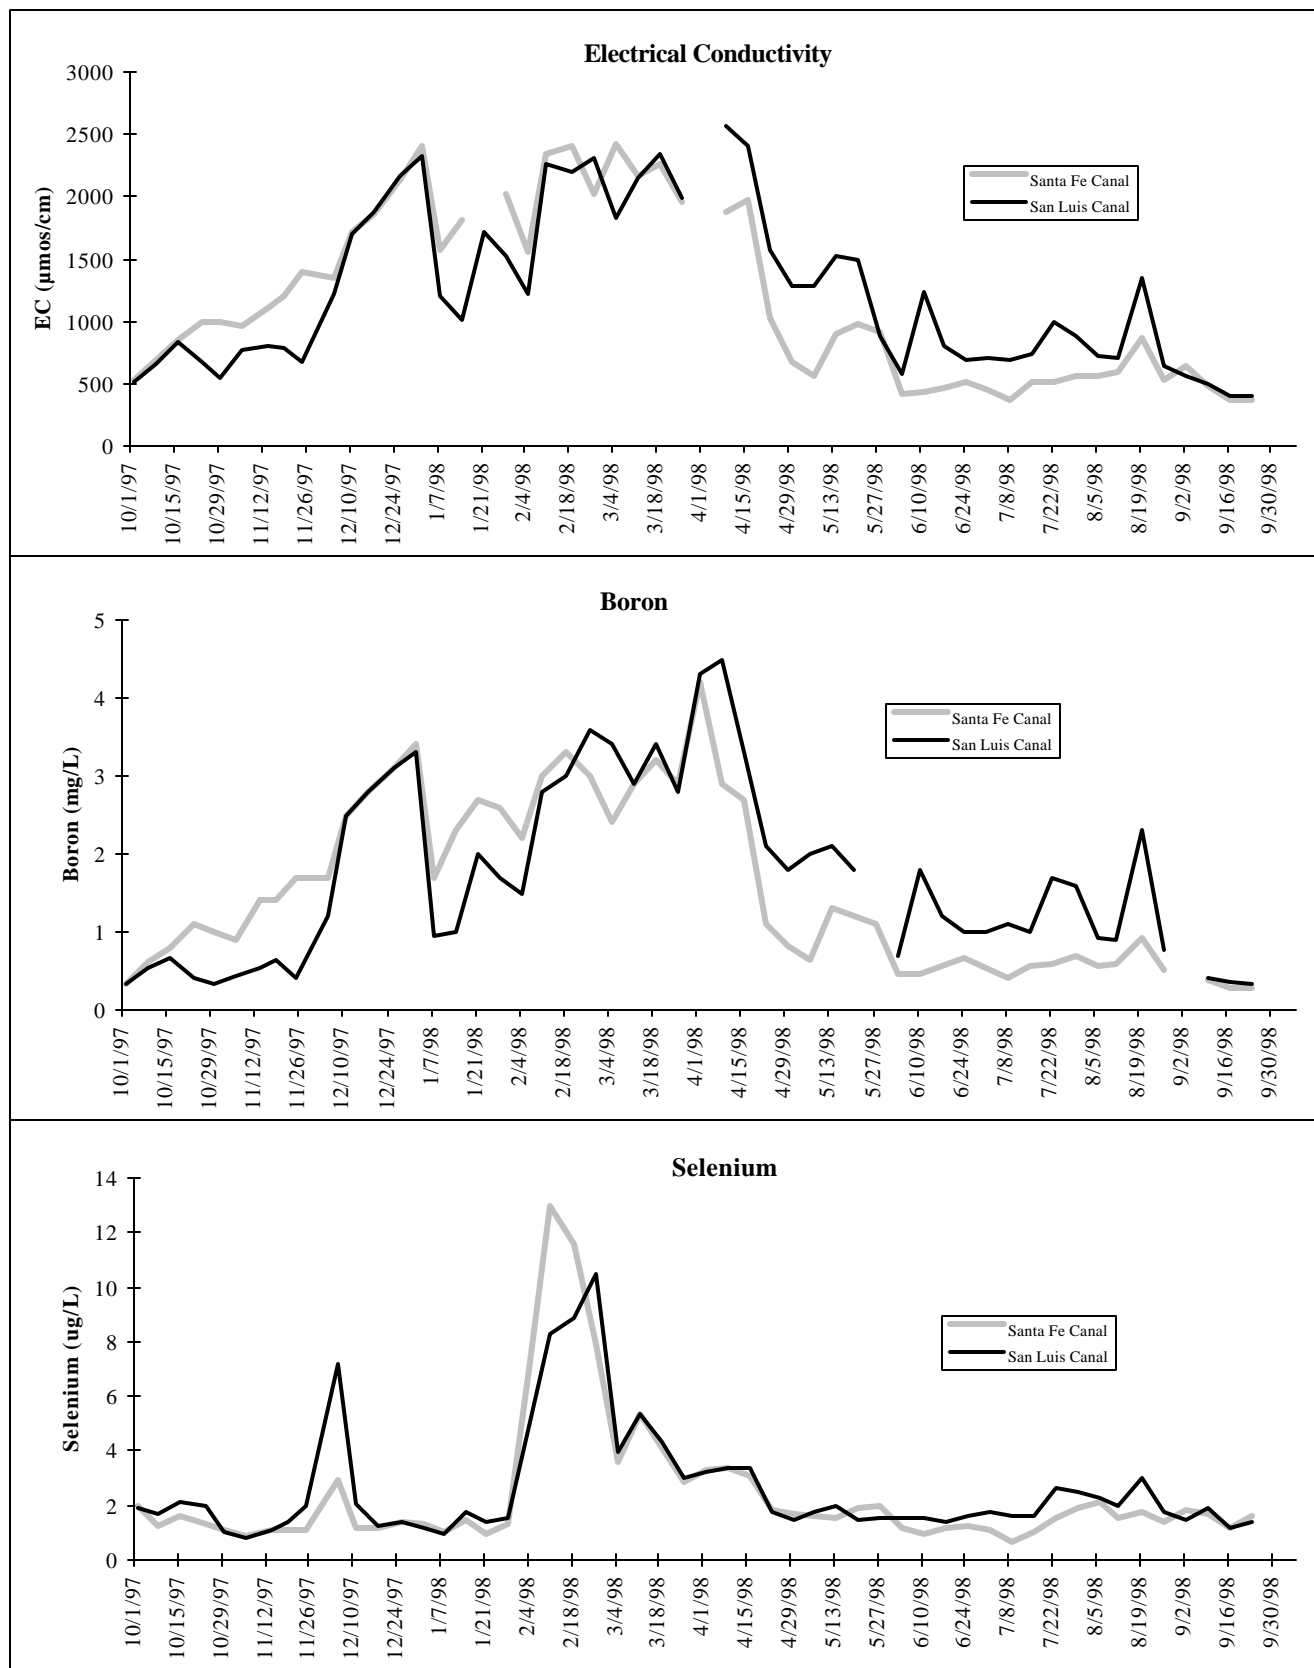 Electrical Conductivity
EC (µmos/cm)
3000
2500
2000
1500
1000
500
0
Santa Fe Canal
San Luis Canal
10/1/97 10/15/97 10/29/97 11/12/97 11/26/97 12/10/97 12/24/97 1/7/98 1/21/98 2/4/98 2/18/98 3/4/98 3/18/98 4/1/98 4/15/98 4/29/98 5/13/98 5/27/98 6/10/98 6/24/98 7/8/98 7/22/98 8/5/98 8/19/98 9/2/98 9/16/98 9/30/98
Boron
Boron (mg/L)
5
4
3
2
1
0
Santa Fe Canal
San Luis Canal
10/1/97 10/15/97 10/29/97 11/12/97 11/26/97 12/10/97 12/24/97 1/7/98 1/21/98 2/4/98 2/18/98 3/4/98 3/18/98 4/1/98 4/15/98 4/29/98 5/13/98 5/27/98 6/10/98 6/24/98 7/8/98 7/22/98 8/5/98 8/19/98 9/2/98 9/16/98 9/30/98
Selenium
Selenium (ug/L)
14
12
10
8
6
4
2
0
Santa Fe Canal
San Luis Canal
10/1/97 10/15/97 10/29/97 11/12/97 11/26/97 12/10/97 12/24/97 1/7/98 1/21/98 2/4/98 2/18/98 3/4/98 3/18/98 4/1/98 4/15/98 4/29/98 5/13/98 5/27/98 6/10/98 6/24/98 7/8/98 7/22/98 8/5/98 8/19/98 9/2/98 9/16/98 9/30/98